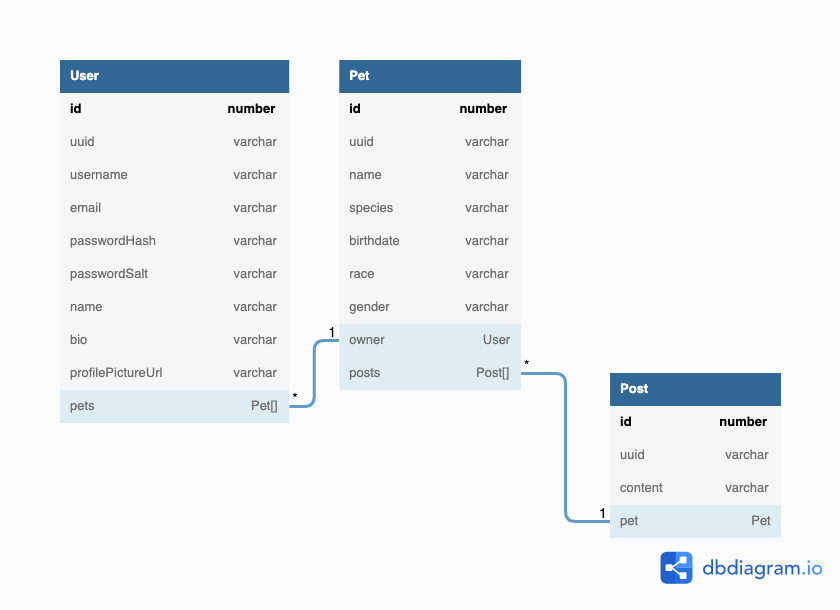 User
id number
uuid varchar
username varchar
email varchar
passwordHash varchar
passwordSalt varchar
name varchar
bio varchar
profilePictureUrl varchar
pets Pet[]
*
1
Pet
id number
uuid varchar
name varchar
species varchar
birthdate varchar
race varchar
gender varchar
owner User
posts Post[]
*
1
Post
id number
uuid varchar
content varchar
pet Pet
dbdiagram.io